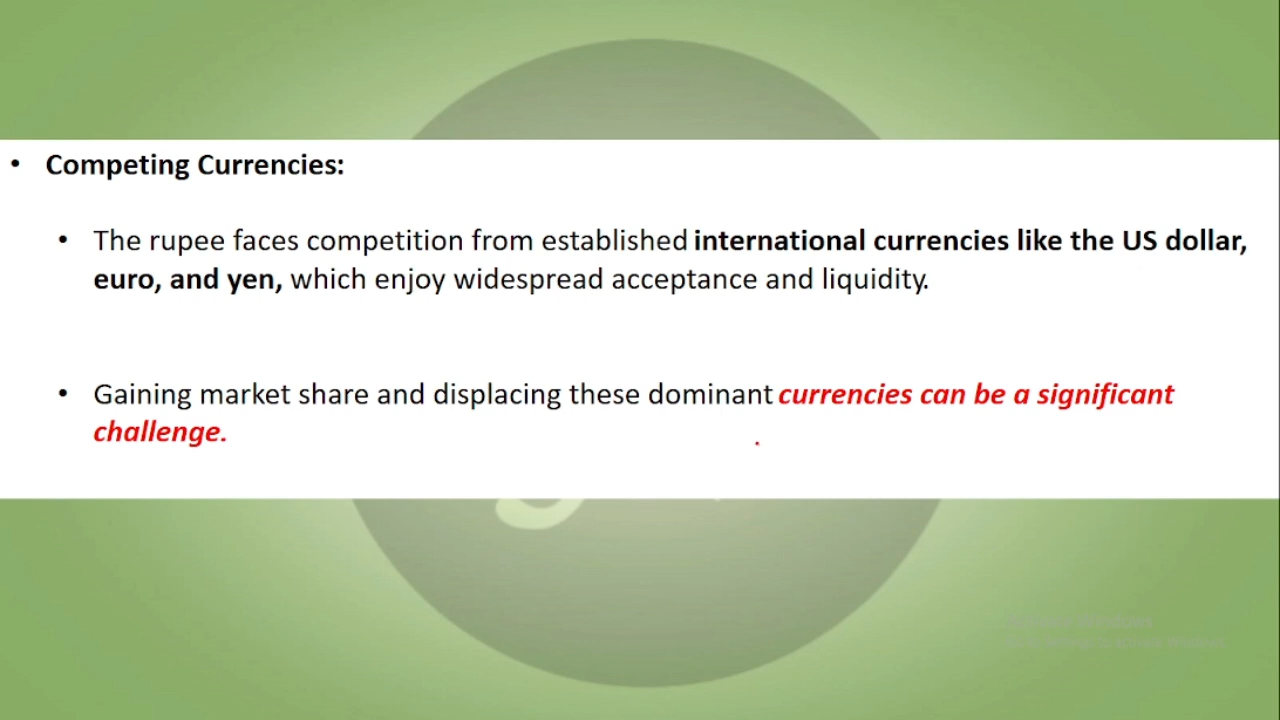 • Competing Currencies:
• The rupee faces competition from established international currencies like the US dollar,
euro, and yen, which enjoy widespread acceptance and liquidity.
• Gaining market share and displacing these dominant currencies can be a significant
challenge.